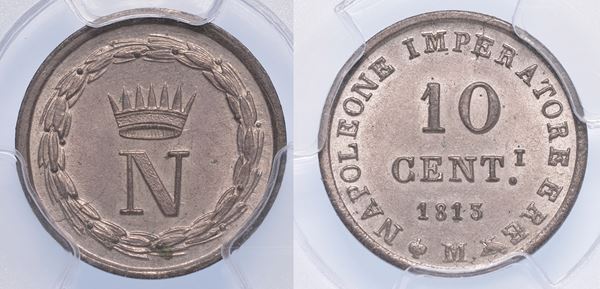 N
NAPOLEONE IMPERATORE E RE
10
CENT.I
1813
M